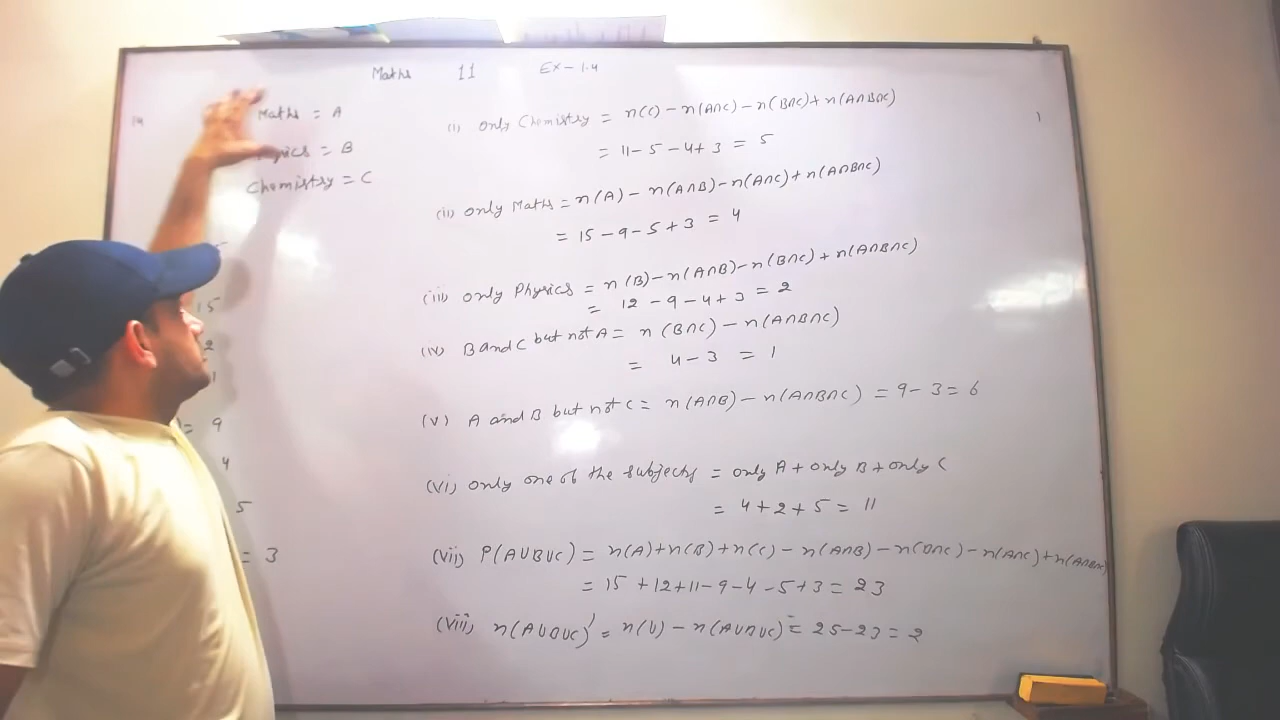 Maths 11 Ex-1.4
14
Maths = A
= B
Chemistry = C
15
2
1
= 9
4
5
= 3
(i) only Chemistry = n(C) - n(A∩C) - n(B∩C) + n(A∩B∩C)
= 11 - 5 - 4 + 3 = 5
(ii) only Maths = n(A) - n(A∩B) - n(A∩C) + n(A∩B∩C)
= 15 - 9 - 5 + 3 = 4
(iii) only Physics = n(B) - n(A∩B) - n(B∩C) + n(A∩B∩C)
= 12 - 9 - 4 + 3 = 2
(iv) B and C but not A = n(B∩C) - n(A∩B∩C)
= 4 - 3 = 1
(v) A and B but not C = n(A∩B) - n(A∩B∩C) = 9 - 3 = 6
(vi) only one of the subjects = only A + only B + only C
= 4 + 2 + 5 = 11
(vii) P(A∪B∪C) = n(A) + n(B) + n(C) - n(A∩B) - n(B∩C) - n(A∩C) + n(A∩B∩C)
= 15 + 12 + 11 - 9 - 4 - 5 + 3 = 23
(viii) n(A∪B∪C)' = n(U) - n(A∪B∪C) = 25 - 23 = 2